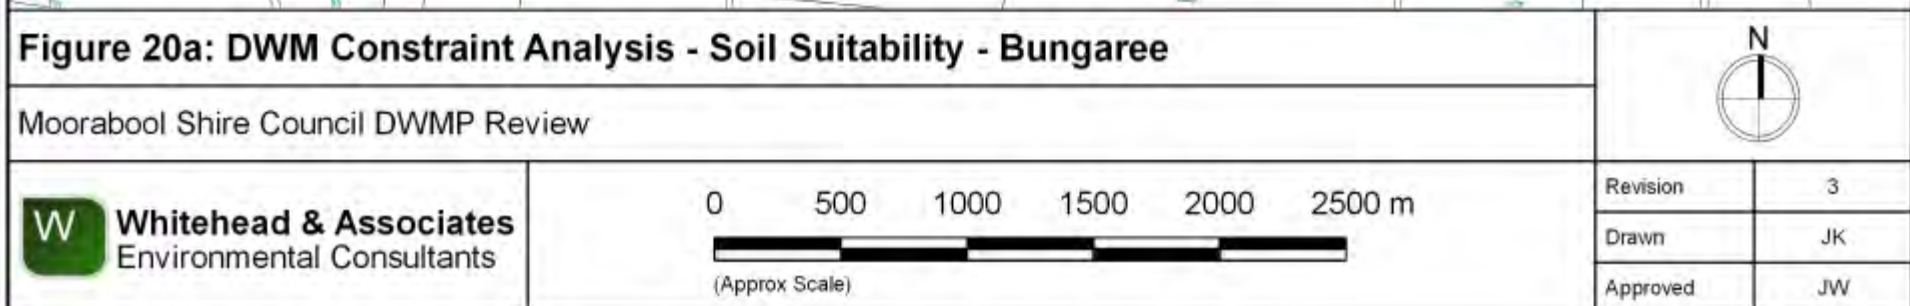 Figure 20a: DWM Constraint Analysis - Soil Suitability - Bungaree
N
Moorabool Shire Council DWMP Review
W
Whitehead & Associates
Environmental Consultants
0 500 1000 1500 2000 2500 m
(Approx Scale)
Revision 3
Drawn JK
Approved JW